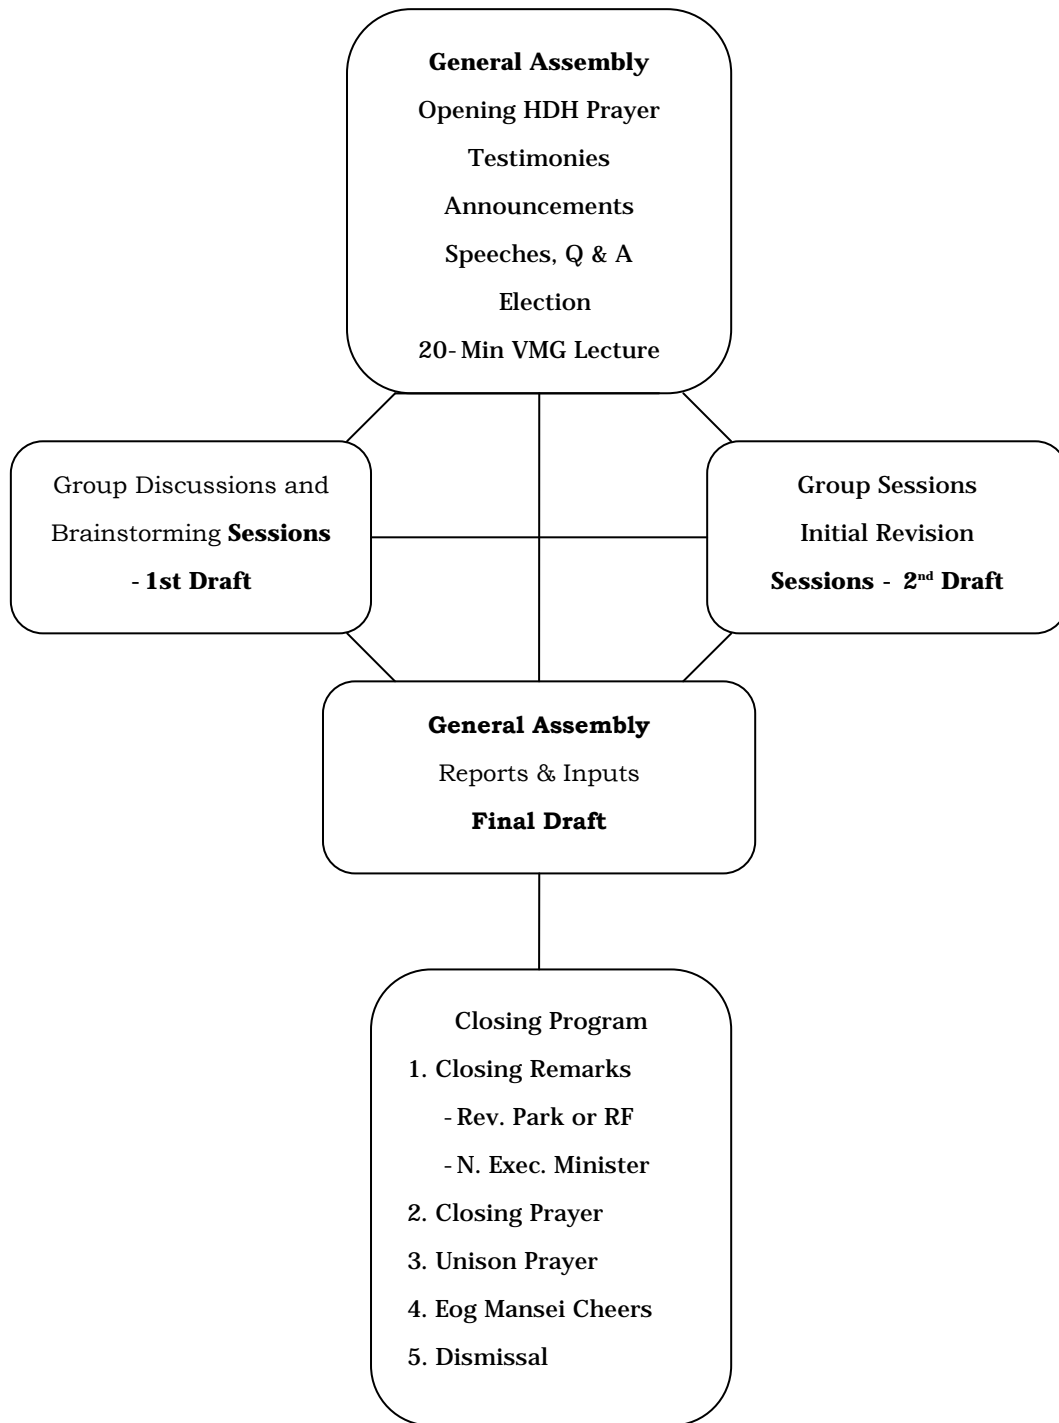 General Assembly
Opening HDH Prayer
Testimonies
Announcements
Speeches, Q & A
Election
20- Min VMG Lecture
Group Discussions and
Brainstorming Sessions
- 1st Draft
Group Sessions
Initial Revision
Sessions - 2nd Draft
General Assembly
Reports & Inputs
Final Draft
Closing Program
1. Closing Remarks
- Rev. Park or RF
- N. Exec. Minister
2. Closing Prayer
3. Unison Prayer
4. Eog Mansei Cheers
5. Dismissal